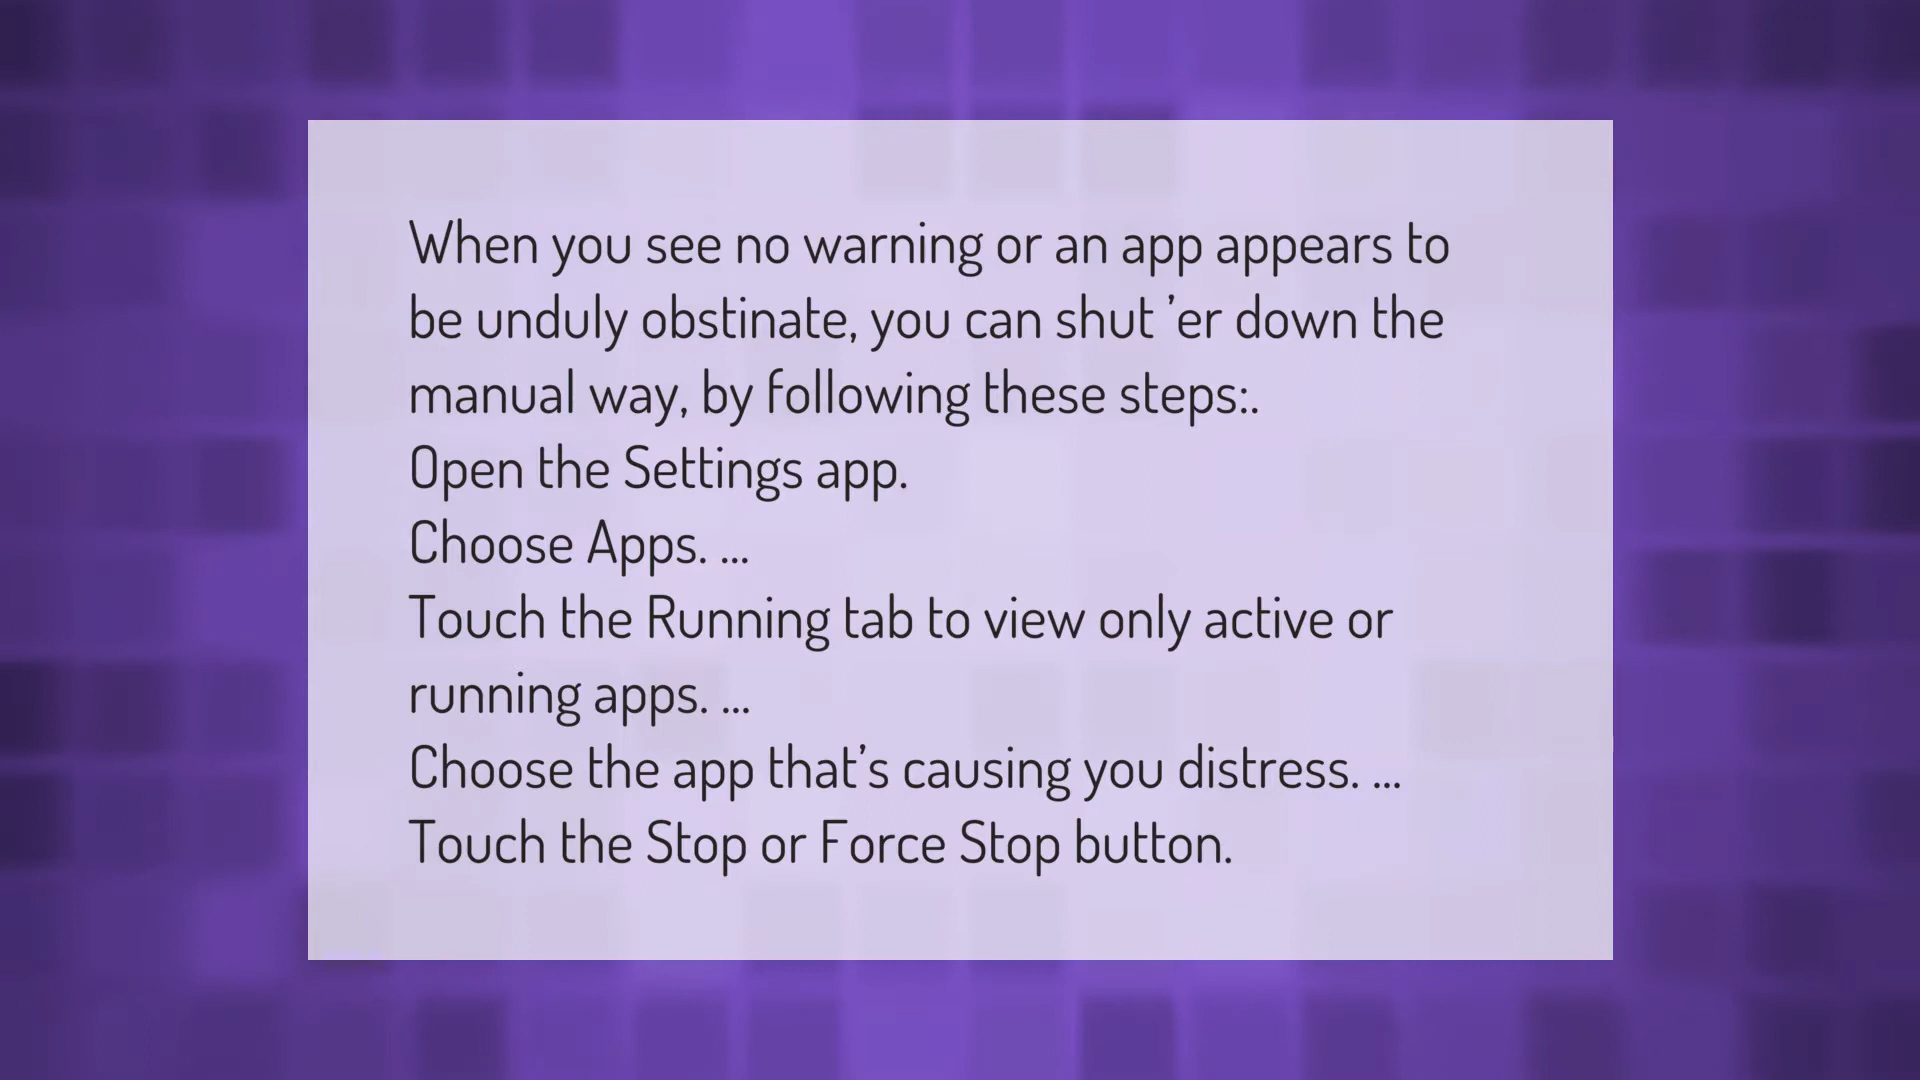 When you see no warning or an app appears to
be unduly obstinate, you can shut ’er down the
manual way, by following these steps:.
Open the Settings app.
Choose Apps. ...
Touch the Running tab to view only active or
running apps. ...
Choose the app that’s causing you distress. ...
Touch the Stop or Force Stop button.